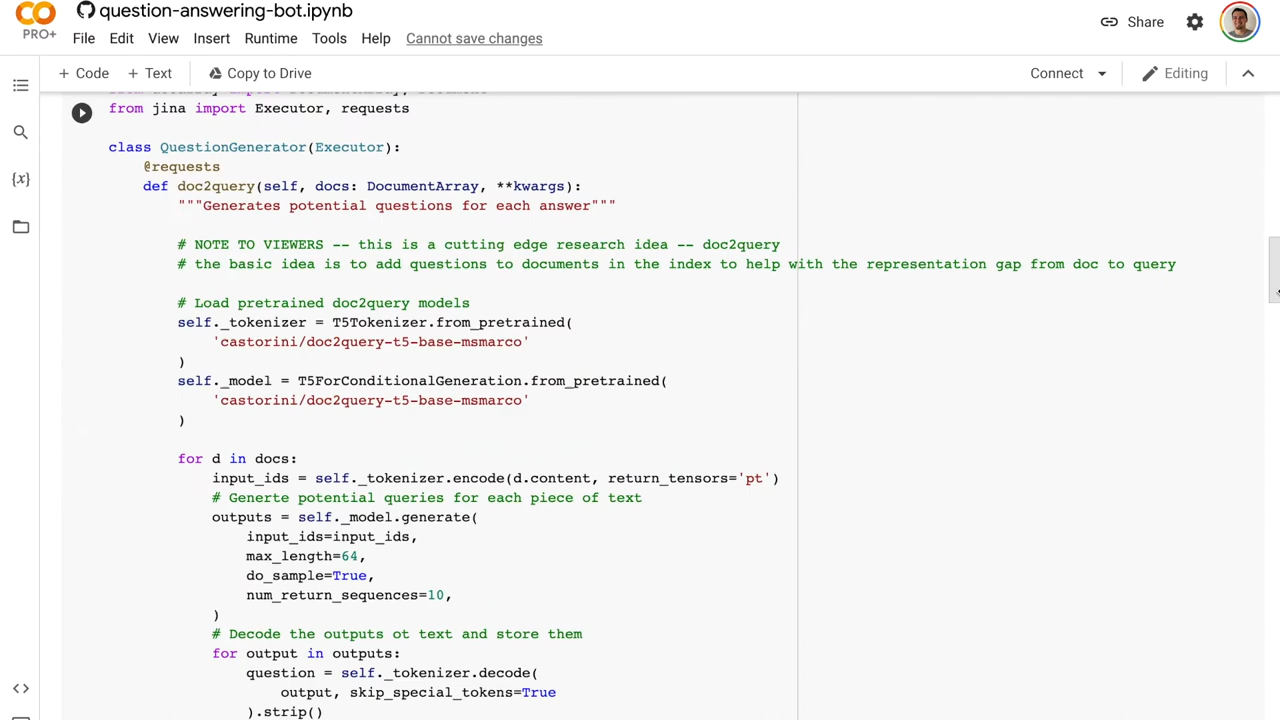 question-answering-bot.ipynb
PRO+
File Edit View Insert Runtime Tools Help Cannot save changes
Share
+ Code + Text Copy to Drive
Connect
Editing
from jina import Executor, requests
class QuestionGenerator(Executor):
@requests
def doc2query(self, docs: DocumentArray, **kwargs):
"""Generates potential questions for each answer"""
# NOTE TO VIEWERS -- this is a cutting edge research idea -- doc2query
# the basic idea is to add questions to documents in the index to help with the representation gap from doc to query
# Load pretrained doc2query models
self._tokenizer = T5Tokenizer.from_pretrained(
'castorini/doc2query-t5-base-msmarco'
)
self._model = T5ForConditionalGeneration.from_pretrained(
'castorini/doc2query-t5-base-msmarco'
)
for d in docs:
input_ids = self._tokenizer.encode(d.content, return_tensors='pt')
# Generte potential queries for each piece of text
outputs = self._model.generate(
input_ids=input_ids,
max_length=64,
do_sample=True,
num_return_sequences=10,
)
# Decode the outputs ot text and store them
for output in outputs:
question = self._tokenizer.decode(
output, skip_special_tokens=True
).strip()